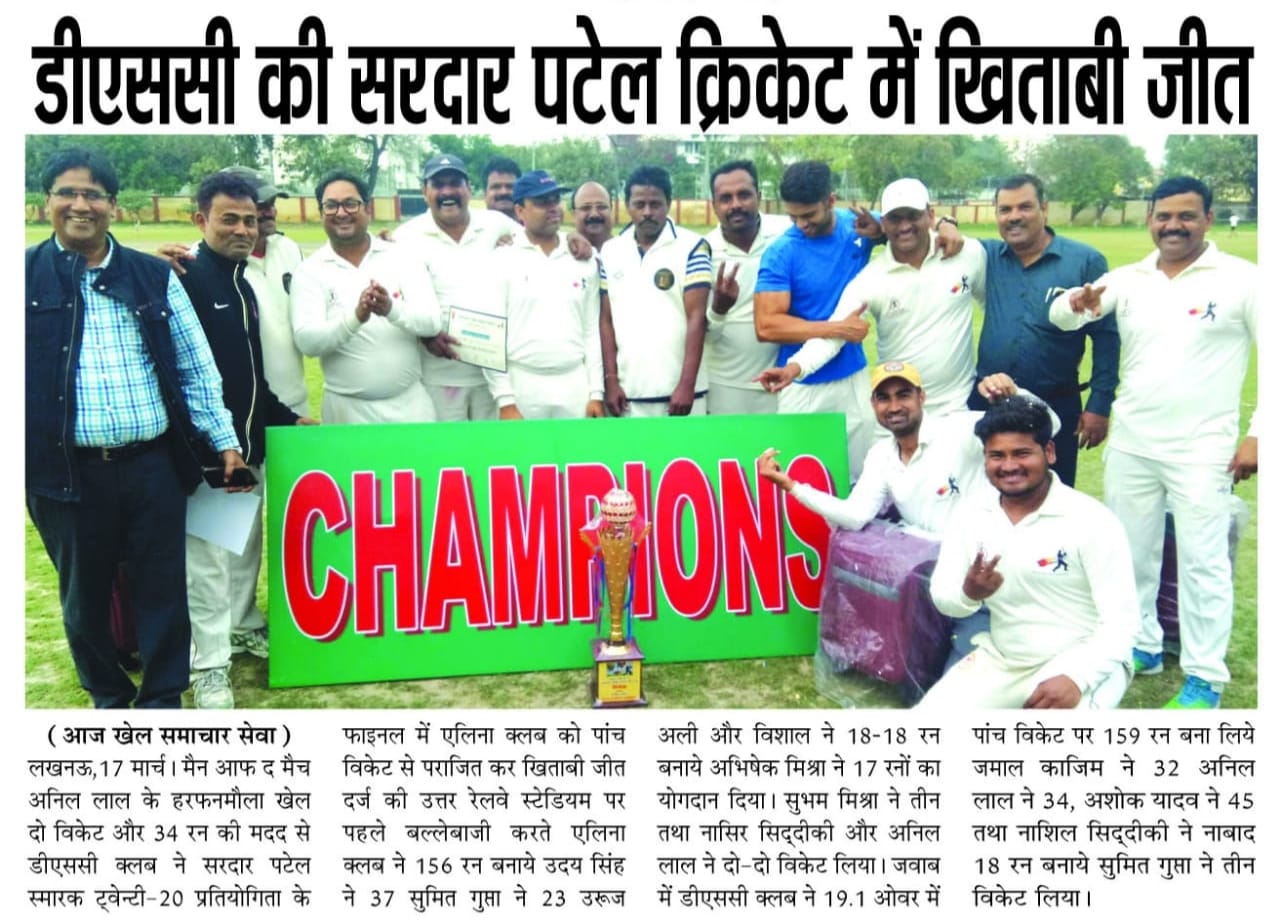 डीएससी की सरदार पटेल क्रिकेट में खिताबी जीत
CHAMPIONS
( आज खेल समाचार सेवा )
लखनऊ,17 मार्च। मैन आफ द मैच
अनिल लाल के हरफनमौला खेल
दो विकेट और 34 रन की मदद से
डीएससी क्लब ने सरदार पटेल
स्मारक ट्वेन्टी-20 प्रतियोगिता के
फाइनल में एलिना क्लब को पांच
विकेट से पराजित कर खिताबी जीत
दर्ज की उत्तर रेलवे स्टेडियम पर
पहले बल्लेबाजी करते एलिना
क्लब ने 156 रन बनाये उदय सिंह
ने 37 सुमित गुप्ता ने 23 उरूज
अली और विशाल ने 18-18 रन
बनाये अभिषेक मिश्रा ने 17 रनों का
योगदान दिया। सुभम मिश्रा ने तीन
तथा नासिर सिद्दीकी और अनिल
लाल ने दो-दो विकेट लिया। जवाब
में डीएससी क्लब ने 19.1 ओवर में
पांच विकेट पर 159 रन बना लिये
जमाल काजिम ने 32 अनिल
लाल ने 34, अशोक यादव ने 45
तथा नाशिल सिद्दीकी ने नाबाद
18 रन बनाये सुमित गुप्ता ने तीन
विकेट लिया।